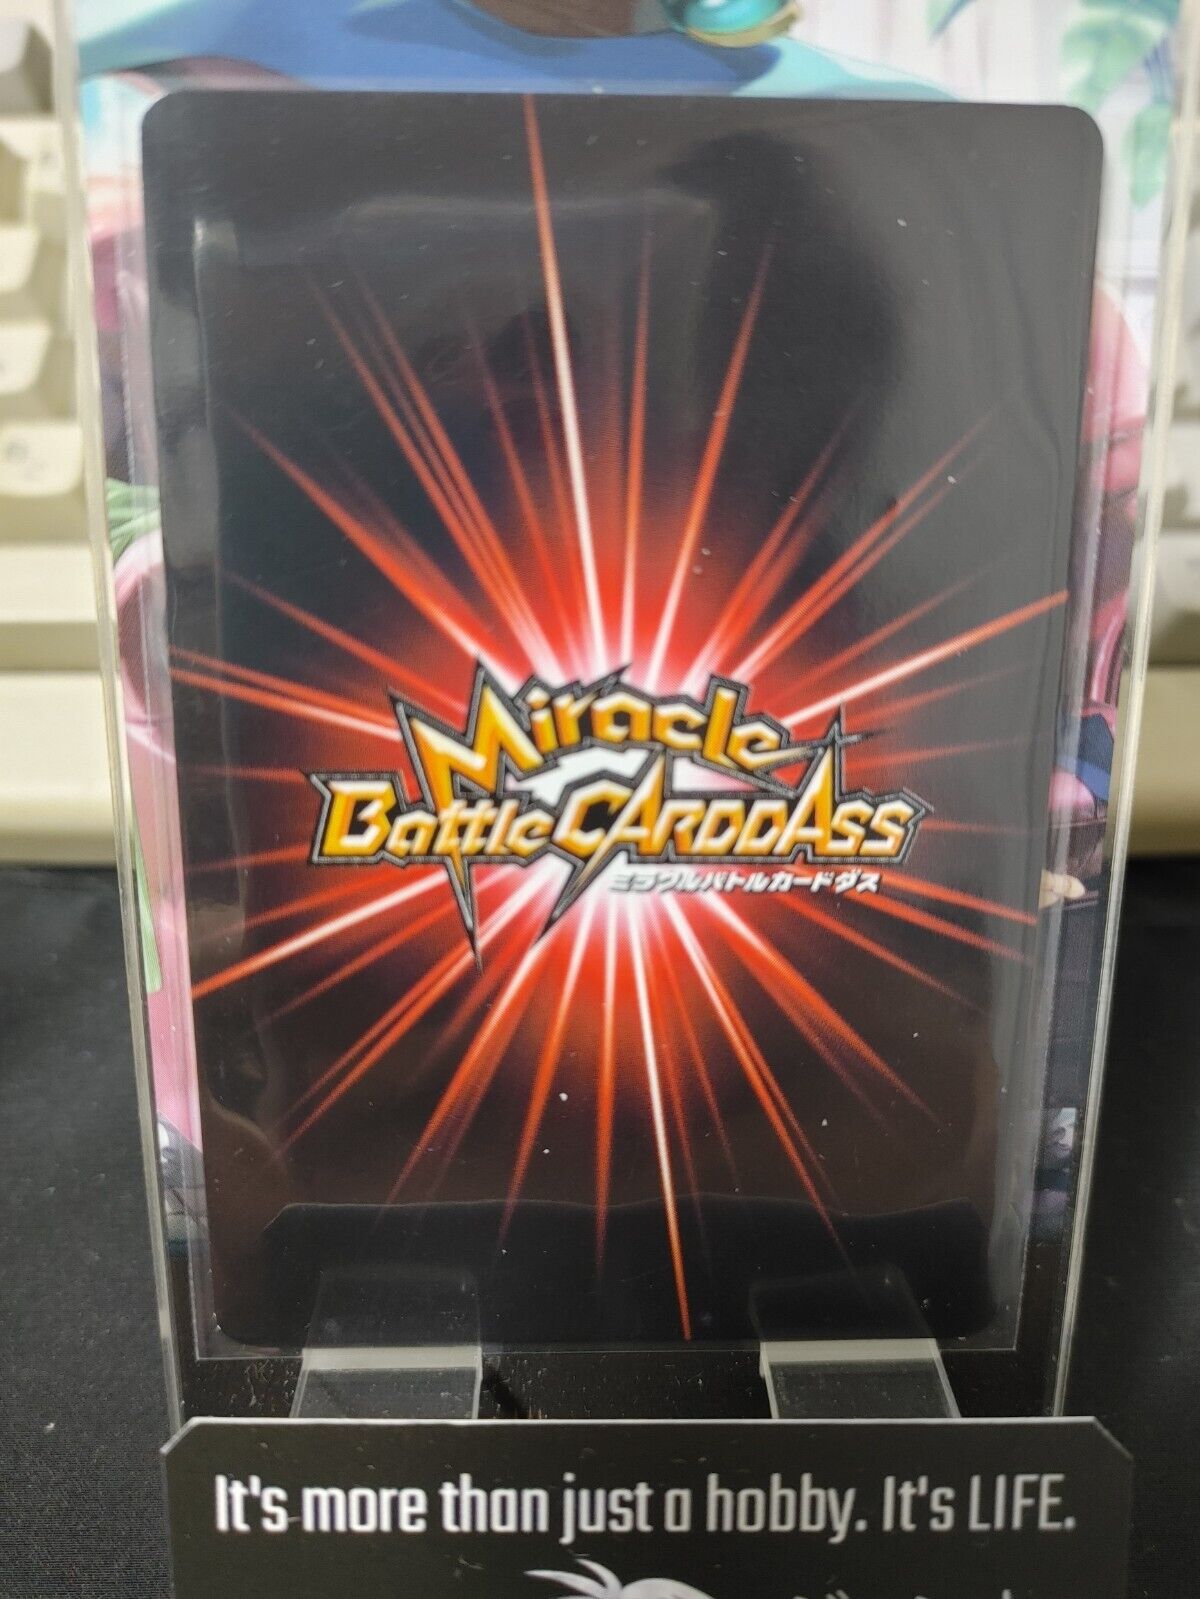 Miracle
Battle CARDDASS
ミラクルバトルカードダス
It's more than just a hobby. It's LIFE.